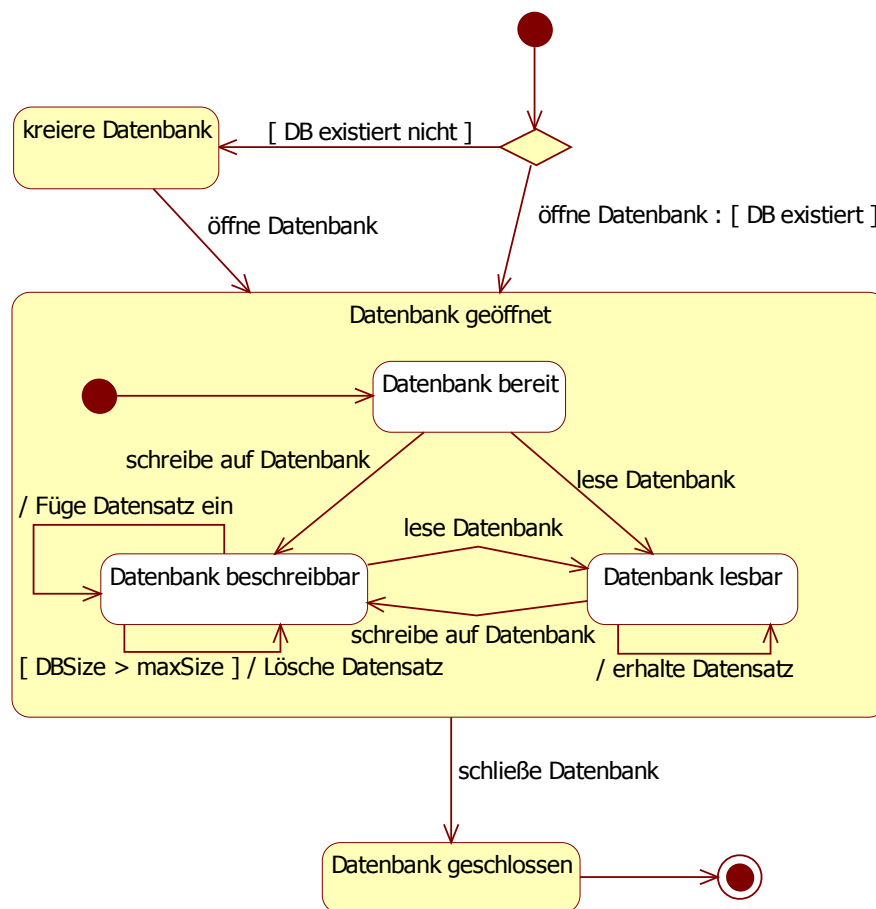 kreiere Datenbank
[ DB existiert nicht ]
öffne Datenbank
öffne Datenbank : [ DB existiert ]
Datenbank geöffnet
Datenbank bereit
schreibe auf Datenbank
lese Datenbank
/ Füge Datensatz ein
lese Datenbank
Datenbank beschreibbar
Datenbank lesbar
schreibe auf Datenbank
[ DBSize > maxSize ] / Lösche Datensatz
/ erhalte Datensatz
schließe Datenbank
Datenbank geschlossen